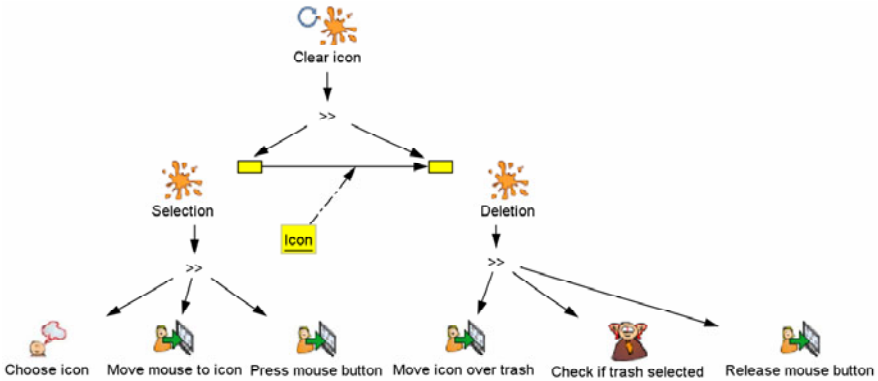 Clear icon
>>
Selection
Deletion
Icon
>>
>>
Choose icon
Move mouse to icon
Press mouse button
Move icon over trash
Check if trash selected
Release mouse button